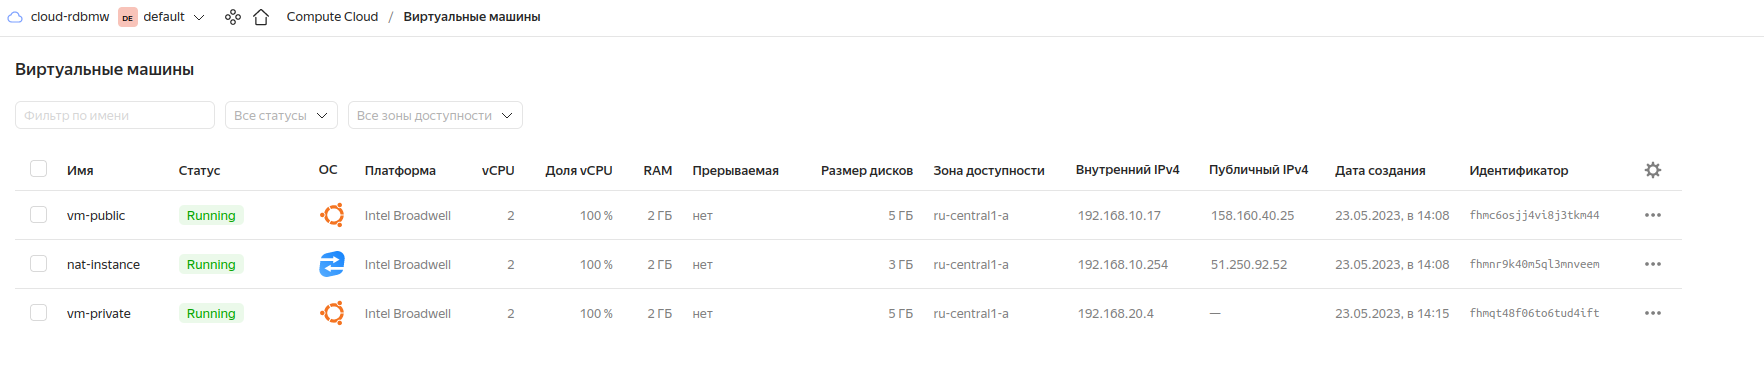 cloud-rdbmw DE default Compute Cloud / Виртуальные машины
Виртуальные машины
Фильтр по имени Все статусы Все зоны доступности
Имя Статус ОС Платформа vCPU Доля vCPU RAM Прерываемая Размер дисков Зона доступности Внутренний IPv4 Публичный IPv4 Дата создания Идентификатор
vm-public Running Intel Broadwell 2 100 % 2 ГБ нет 5 ГБ ru-central1-a 192.168.10.17 158.160.40.25 23.05.2023, в 14:08 fhmc6osjj4vi8j3tkm44
nat-instance Running Intel Broadwell 2 100 % 2 ГБ нет 3 ГБ ru-central1-a 192.168.10.254 51.250.92.52 23.05.2023, в 14:08 fhmnr9k40m5ql3mnveem
vm-private Running Intel Broadwell 2 100 % 2 ГБ нет 5 ГБ ru-central1-a 192.168.20.4 — 23.05.2023, в 14:15 fhmqt48f06to6tud4ift